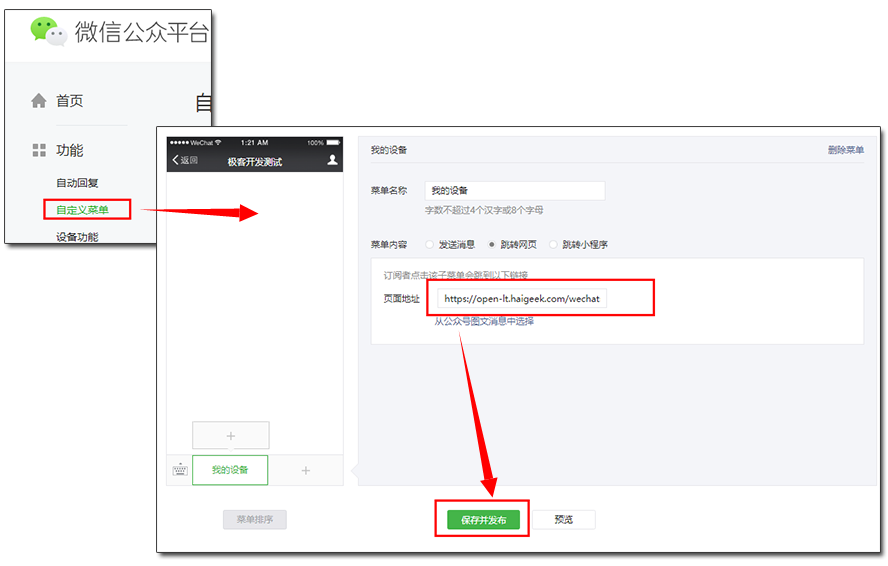 微信公众平台
首页
自
功能
自动回复
自定义菜单
设备功能
WeChat 1:21 AM 100%
返回 极客开发测试
+
我的设备 +
菜单排序
我的设备 删除菜单
菜单名称 我的设备
字数不超过4个汉字或8个字母
菜单内容 发送消息 跳转网页 跳转小程序
订阅者点击该子菜单会跳到以下链接
页面地址 https://open-lt.haigeek.com/wechat
从公众号图文消息中选择
保存并发布 预览